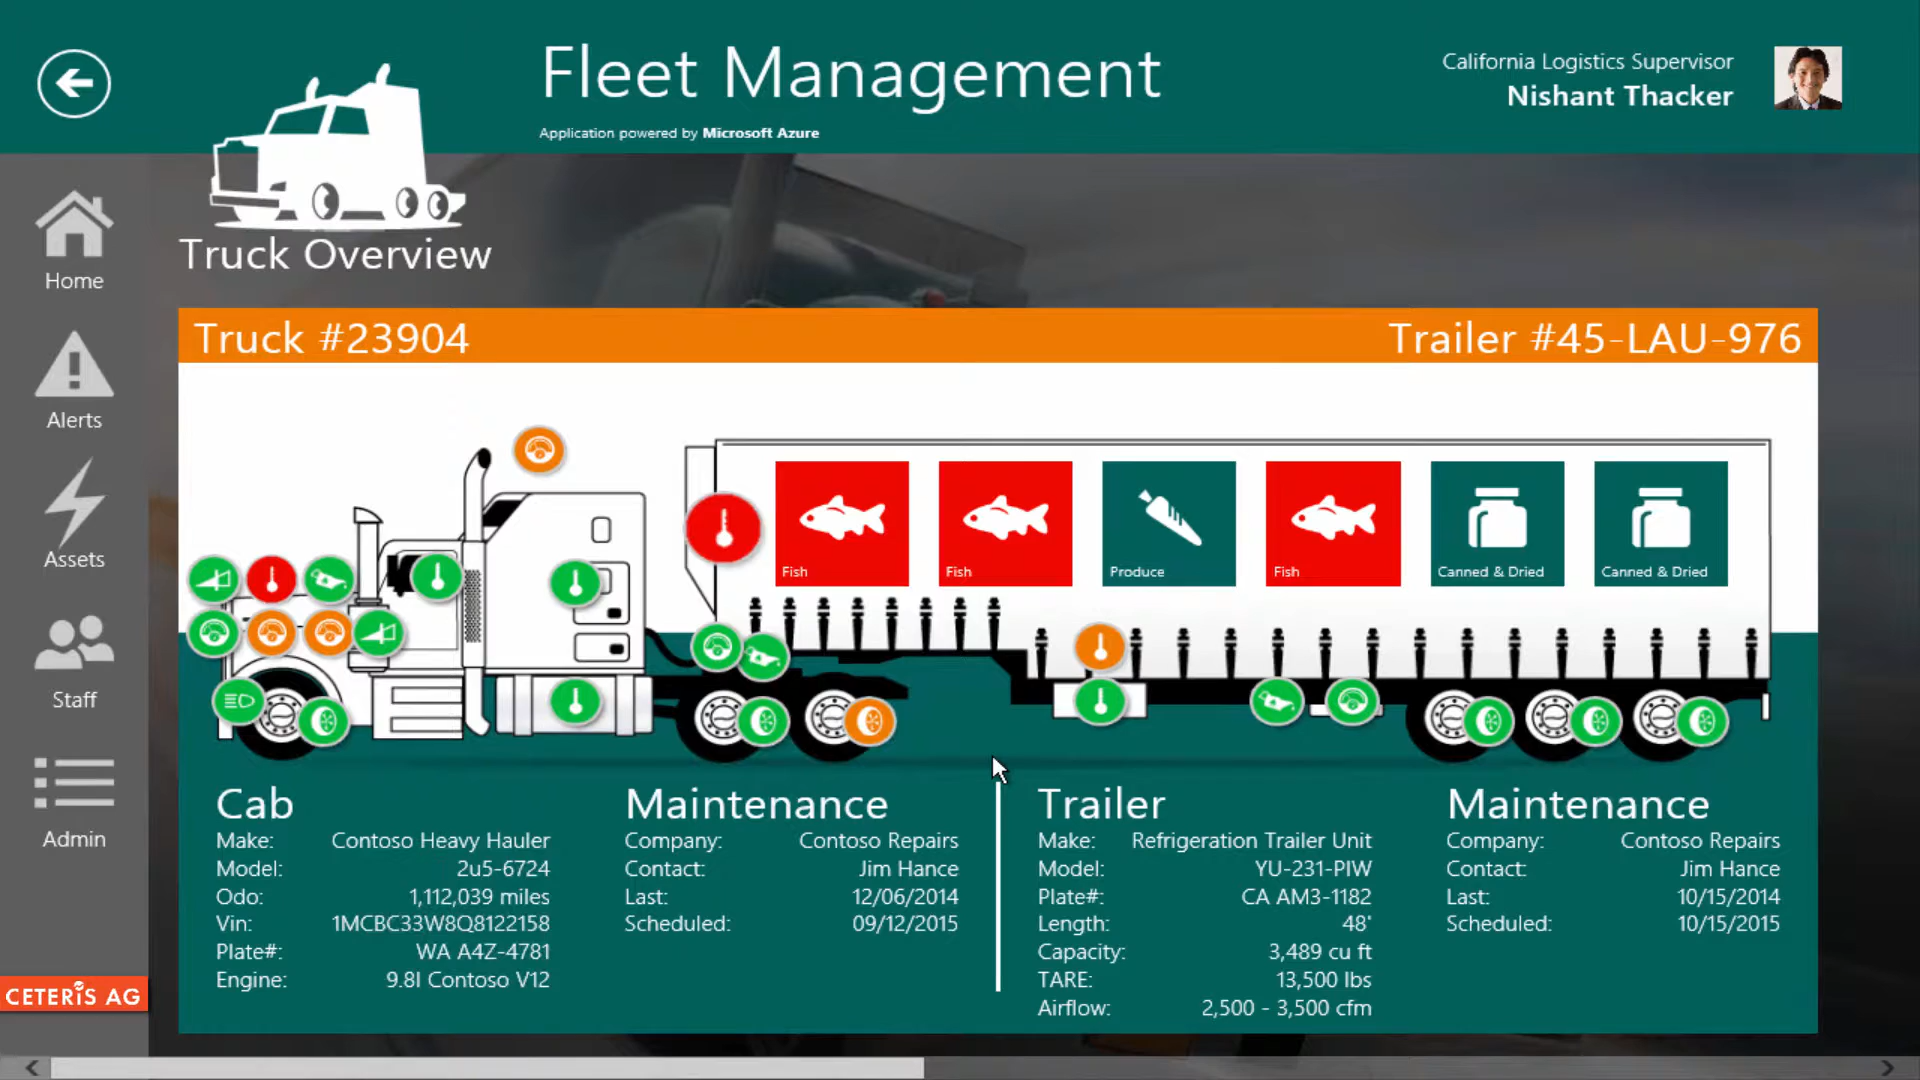 Fleet Management
Application powered by Microsoft Azure
California Logistics Supervisor
Nishant Thacker
Home
Alerts
Assets
Staff
Admin
CETERIS AG
Truck Overview
Truck #23904
Trailer #45-LAU-976
Fish
Fish
Produce
Fish
Canned & Dried
Canned & Dried
Cab
Make: Contoso Heavy Hauler
Model: 2u5-6724
Odo: 1,112,039 miles
Vin: 1MCBC33W8Q8122158
Plate#: WA A4Z-4781
Engine: 9.8l Contoso V12
Maintenance
Company: Contoso Repairs
Contact: Jim Hance
Last: 12/06/2014
Scheduled: 09/12/2015
Trailer
Make: Refrigeration Trailer Unit
Model: YU-231-PIW
Plate#: CA AM3-1182
Length: 48'
Capacity: 3,489 cu ft
TARE: 13,500 lbs
Airflow: 2,500 - 3,500 cfm
Maintenance
Company: Contoso Repairs
Contact: Jim Hance
Last: 10/15/2014
Scheduled: 10/15/2015